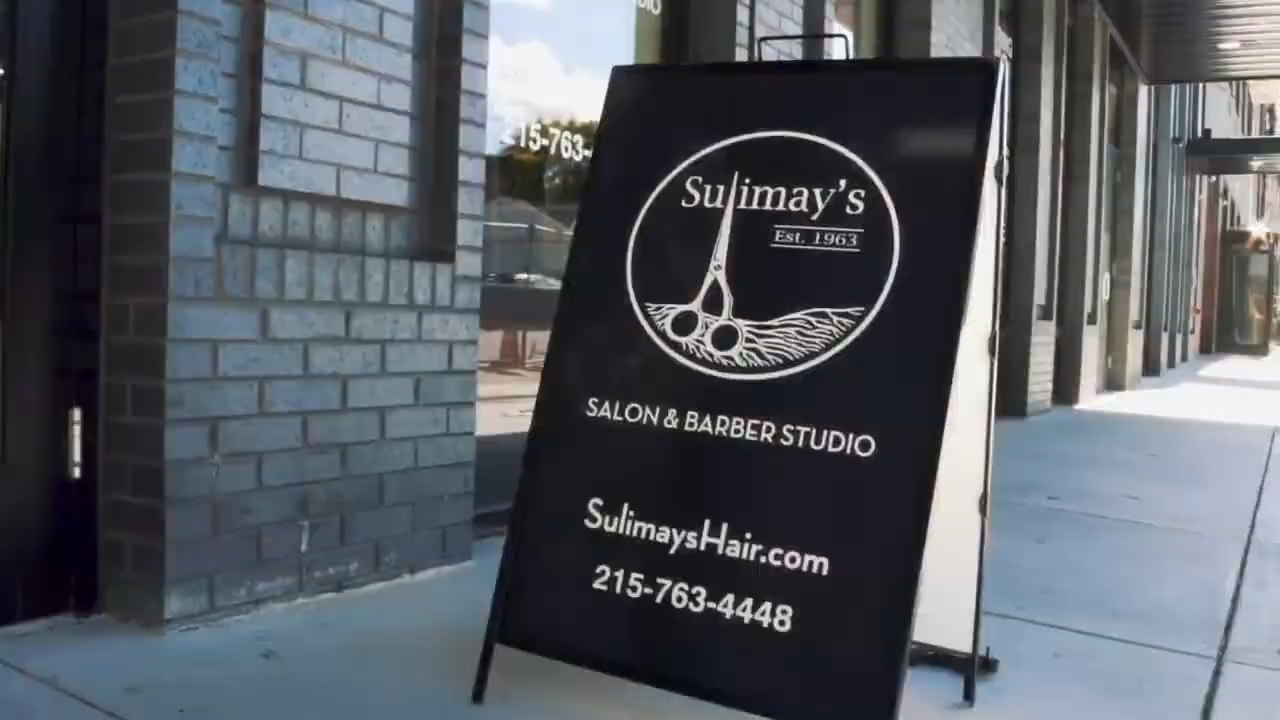 215-763-
Sulimay's
Est. 1963
SALON & BARBER STUDIO
SulimaysHair.com
215-763-4448